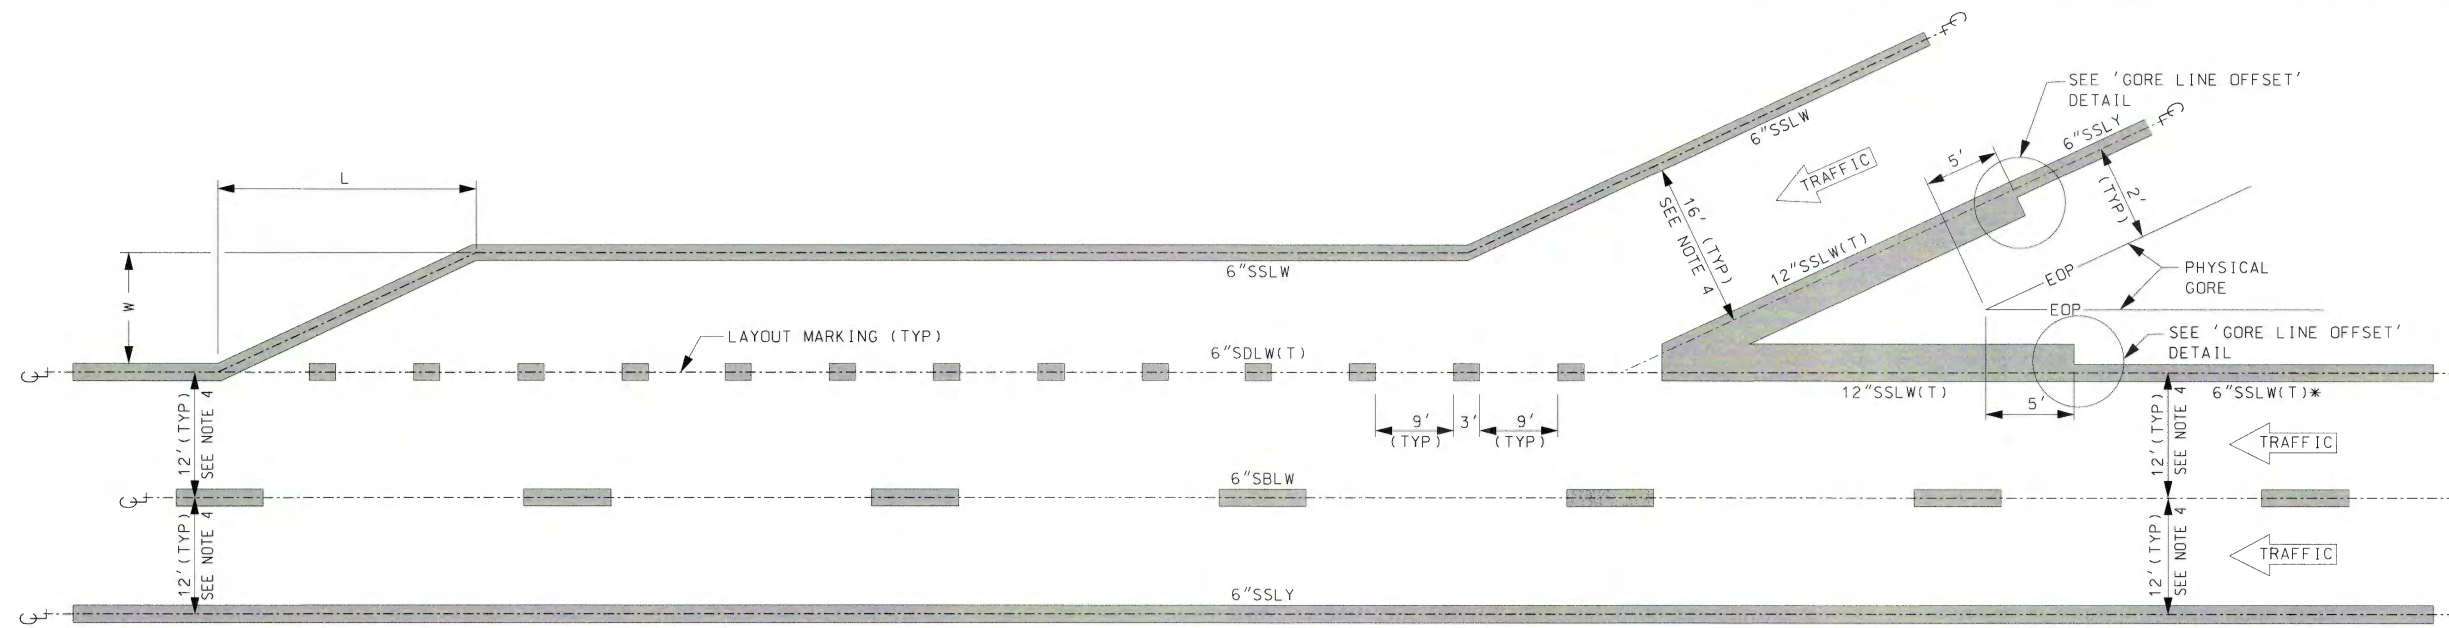 SEE 'GORE LINE OFFSET'
DETAIL
6"SSLW
6"SSLY
5'
TRAFFIC
2'
(TYP)
L
16' (TYP)
SEE NOTE 4
12"SSLW(T)
W
6"SSLW
EOP
PHYSICAL
GORE
EOP
LAYOUT MARKING (TYP)
6"SDLW(T)
SEE 'GORE LINE OFFSET'
DETAIL
12"SSLW(T)
6"SSLW(T)*
5'
9'
(TYP)
3'
9'
(TYP)
12' (TYP)
SEE NOTE 4
12' (TYP)
SEE NOTE 4
TRAFFIC
6"SBLW
12' (TYP)
SEE NOTE 4
12' (TYP)
SEE NOTE 4
TRAFFIC
6"SSLY